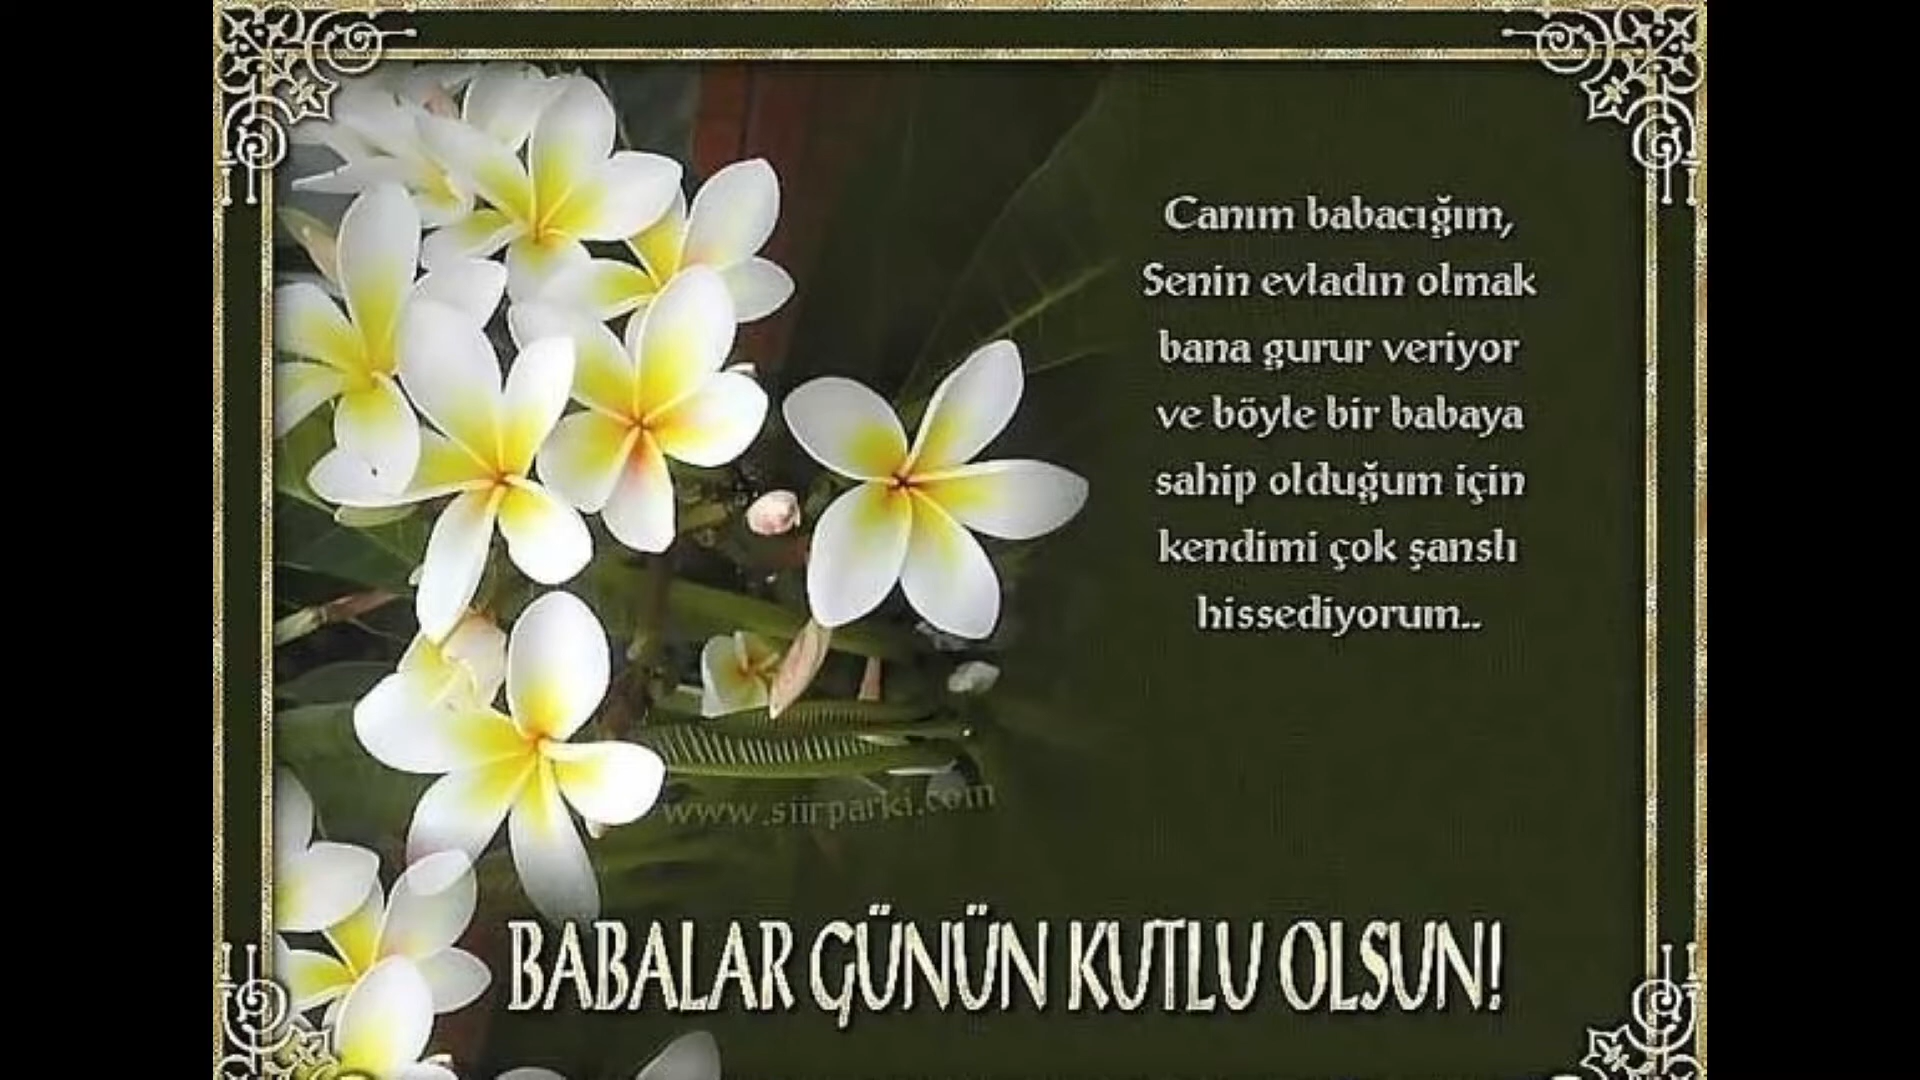 Canım babacığım,
Senin evladın olmak
bana gurur veriyor
ve böyle bir babaya
sahip olduğum için
kendimi çok şanslı
hissediyorum..
www.siirparki.com
BABALAR GÜNÜN KUTLU OLSUN!